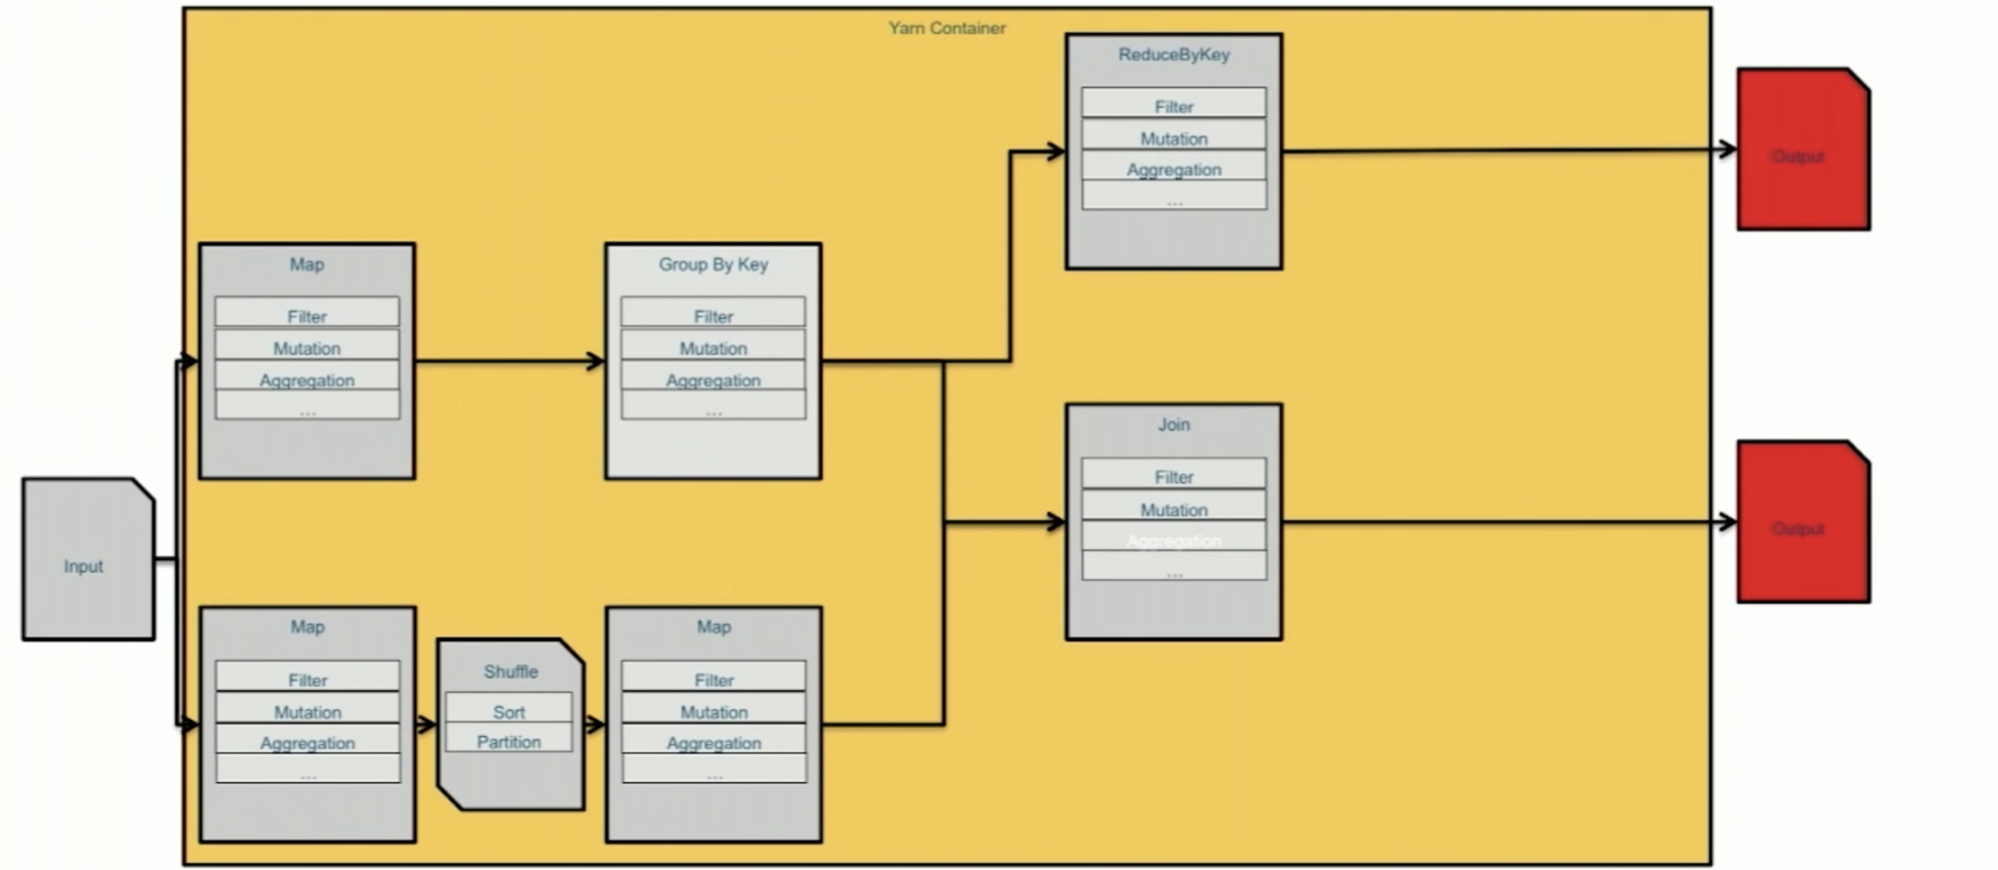 Yarn Container
ReduceByKey
Filter
Mutation
Aggregation
...
Output
Map
Filter
Mutation
Aggregation
...
Group By Key
Filter
Mutation
Aggregation
...
Join
Filter
Mutation
Aggregation
...
Output
Input
Map
Filter
Mutation
Aggregation
...
Shuffle
Sort
Partition
Map
Filter
Mutation
Aggregation
...